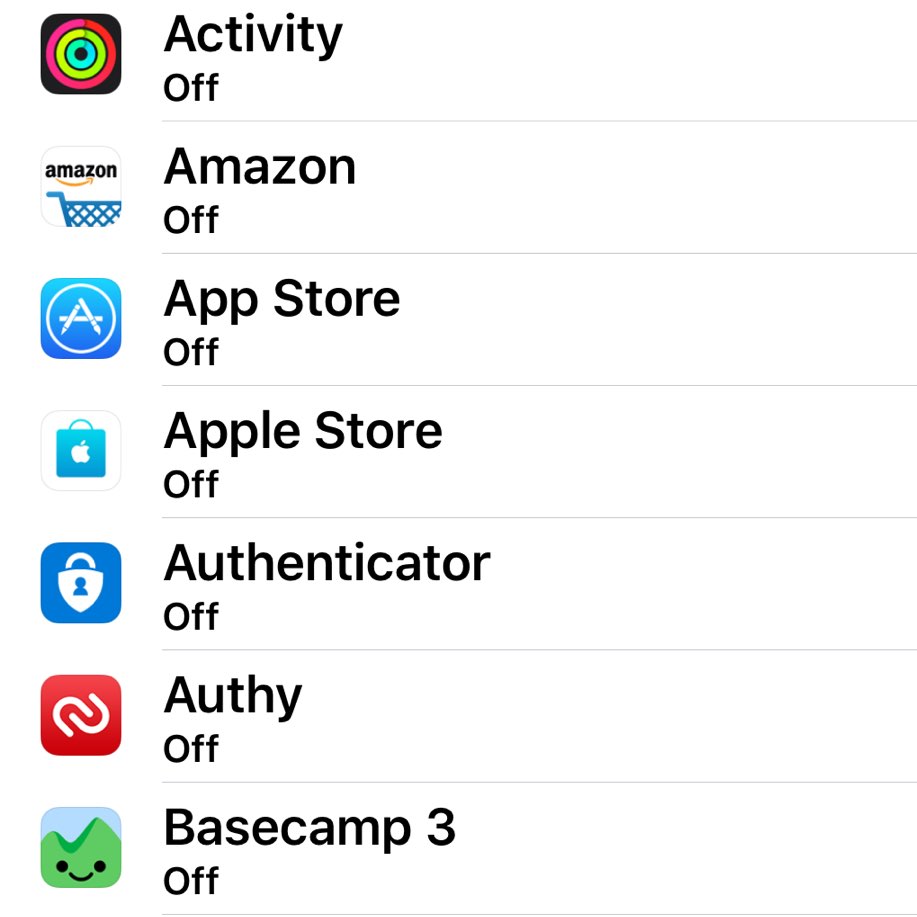 Activity
Off
amazon
Amazon
Off
App Store
Off
Apple Store
Off
Authenticator
Off
Authy
Off
Basecamp 3
Off